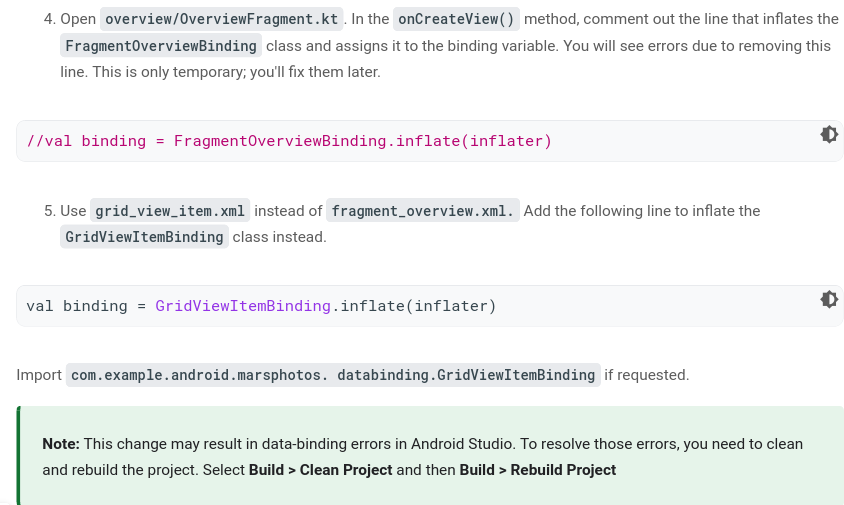 4. Open overview/OverviewFragment.kt. In the onCreateView() method, comment out the line that inflates the
FragmentOverviewBinding class and assigns it to the binding variable. You will see errors due to removing this
line. This is only temporary; you'll fix them later.
//val binding = FragmentOverviewBinding.inflate(inflater)
5. Use grid_view_item.xml instead of fragment_overview.xml. Add the following line to inflate the
GridViewItemBinding class instead.
val binding = GridViewItemBinding.inflate(inflater)
Import com.example.android.marsphotos. databinding.GridViewItemBinding if requested.
Note: This change may result in data-binding errors in Android Studio. To resolve those errors, you need to clean
and rebuild the project. Select Build > Clean Project and then Build > Rebuild Project